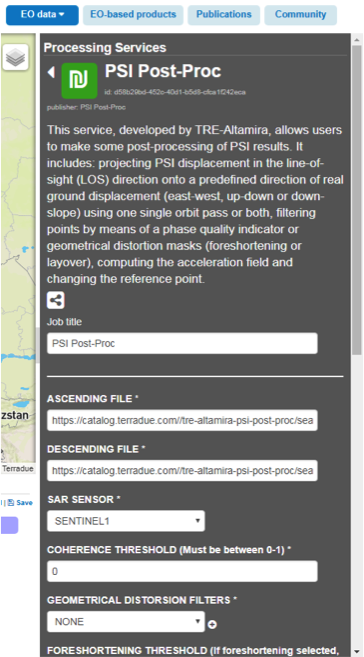 EO data
EO-based products
Publications
Community
Processing Services
PSI Post-Proc
id: d58b29bd-462c-40d1-b5d8-cfba1f242eca
publisher: PSI Post-Proc
This service, developed by TRE-Altamira, allows users
to make some post-processing of PSI results. It
includes: projecting PSI displacement in the line-of-
sight (LOS) direction onto a predefined direction of real
ground displacement (east-west, up-down or down-
slope) using one single orbit pass or both, filtering
points by means of a phase quality indicator or
geometrical distortion masks (foreshortening or
layover), computing the acceleration field and
changing the reference point.
Job title
PSI Post-Proc
ASCENDING FILE *
https://catalog.terradue.com//tre-altamira-psi-post-proc/sea
DESCENDING FILE *
https://catalog.terradue.com//tre-altamira-psi-post-proc/sea
SAR SENSOR *
SENTINEL1
COHERENCE THRESHOLD (Must be between 0-1) *
0
GEOMETRICAL DISTORSION FILTERS *
NONE
FORESHORTENING THRESHOLD (If foreshortening selected,
zstan
Terradue
| Save